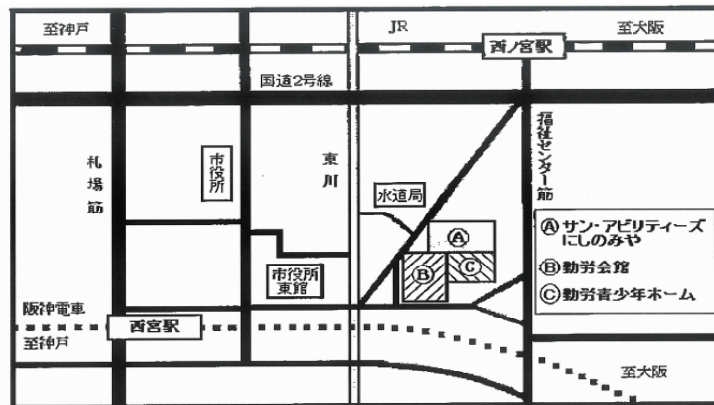 至神戸
JR
西ノ宮駅
至大阪
国道2号線
札場筋
市役所
東川
水道局
福祉センター筋
Ⓐ サン・アビリティーズ
にしのみや
Ⓑ 勤労会館
Ⓒ 勤労青少年ホーム
Ⓐ
Ⓑ
Ⓒ
市役所
東館
阪神電車
西宮駅
至神戸
至大阪